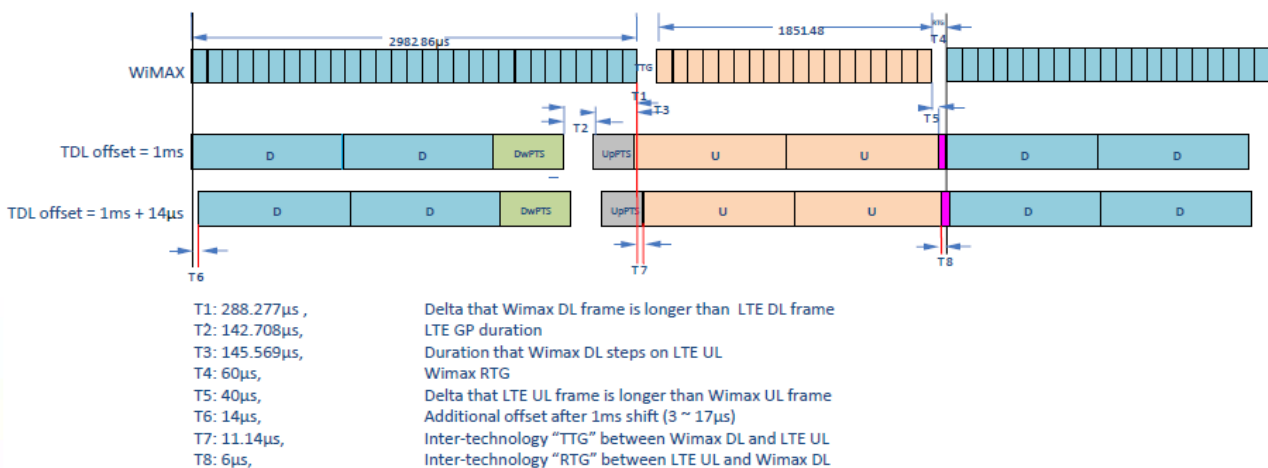 2982.86µs
1851.48
RTG
T4
WiMAX
TTG
T1
T3
T2
T5
TDL offset = 1ms
D
D
DwPTS
UpPTS
U
U
D
D
TDL offset = 1ms + 14µs
D
D
DwPTS
UpPTS
U
U
D
D
T6
T7
T8
T1: 288.277µs , Delta that Wimax DL frame is longer than LTE DL frame
T2: 142.708µs, LTE GP duration
T3: 145.569µs, Duration that Wimax DL steps on LTE UL
T4: 60µs, Wimax RTG
T5: 40µs, Delta that LTE UL frame is longer than Wimax UL frame
T6: 14µs, Additional offset after 1ms shift (3 ~ 17µs)
T7: 11.14µs, Inter-technology “TTG” between Wimax DL and LTE UL
T8: 6µs, Inter-technology “RTG” between LTE UL and Wimax DL